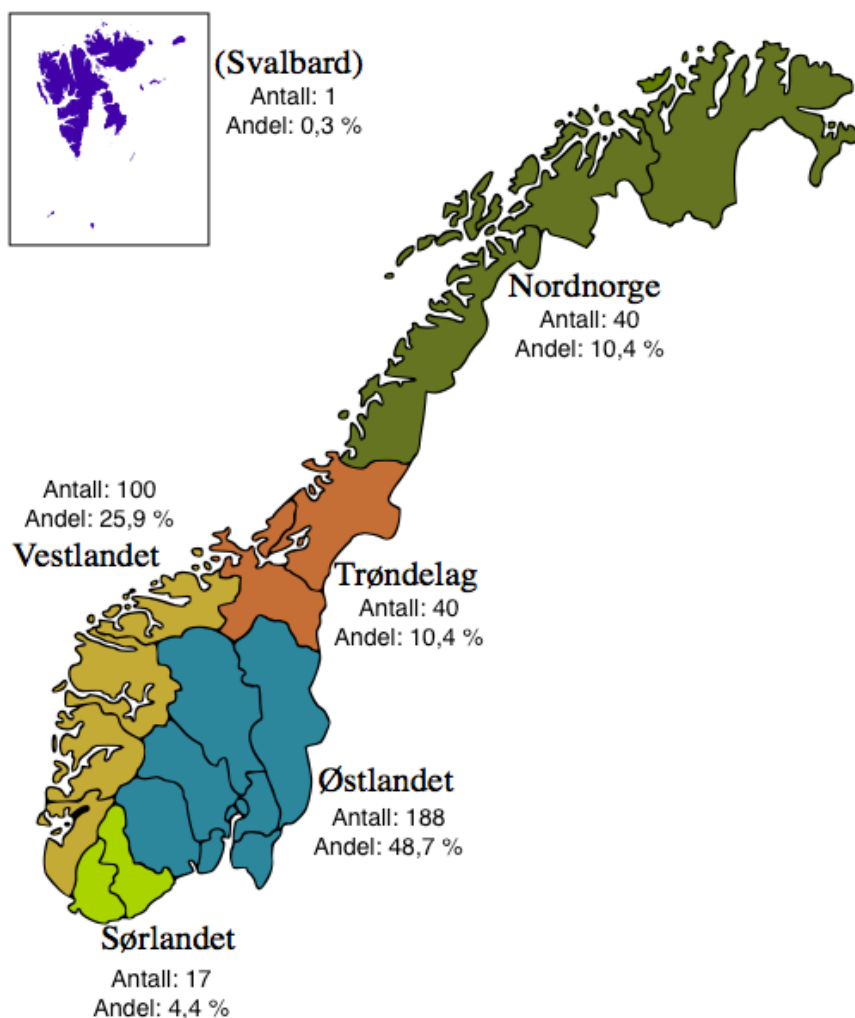 (Svalbard)
Antall: 1
Andel: 0,3 %
Nordnorge
Antall: 40
Andel: 10,4 %
Antall: 100
Andel: 25,9 %
Vestlandet
Trøndelag
Antall: 40
Andel: 10,4 %
Østlandet
Antall: 188
Andel: 48,7 %
Sørlandet
Antall: 17
Andel: 4,4 %